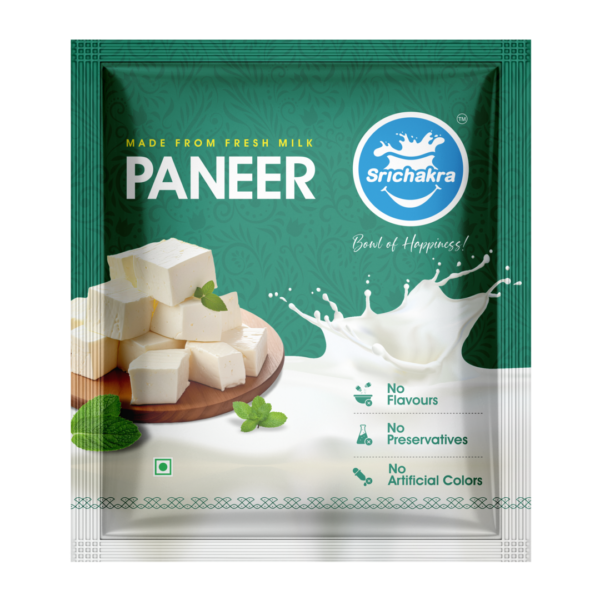 MADE FROM FRESH MILK
PANEER
TM
Srichakra
Bowl of Happiness!
No
Flavours
No
Preservatives
No
Artificial Colors